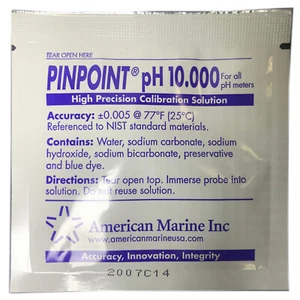 TEAR OPEN HERE
PINPOINT® pH 10.000 For all pH meters
High Precision Calibration Solution
Accuracy: ±0.005 @ 77°F (25°C)
Referenced to NIST standard materials.
Contains: Water, sodium carbonate, sodium
hydroxide, sodium bicarbonate, preservative
and blue dye.
Directions: Tear open top. Immerse probe into
solution. Do not reuse solution.
American Marine Inc
www.americanmarineusa.com
Accuracy, Innovation, Integrity
2007C14